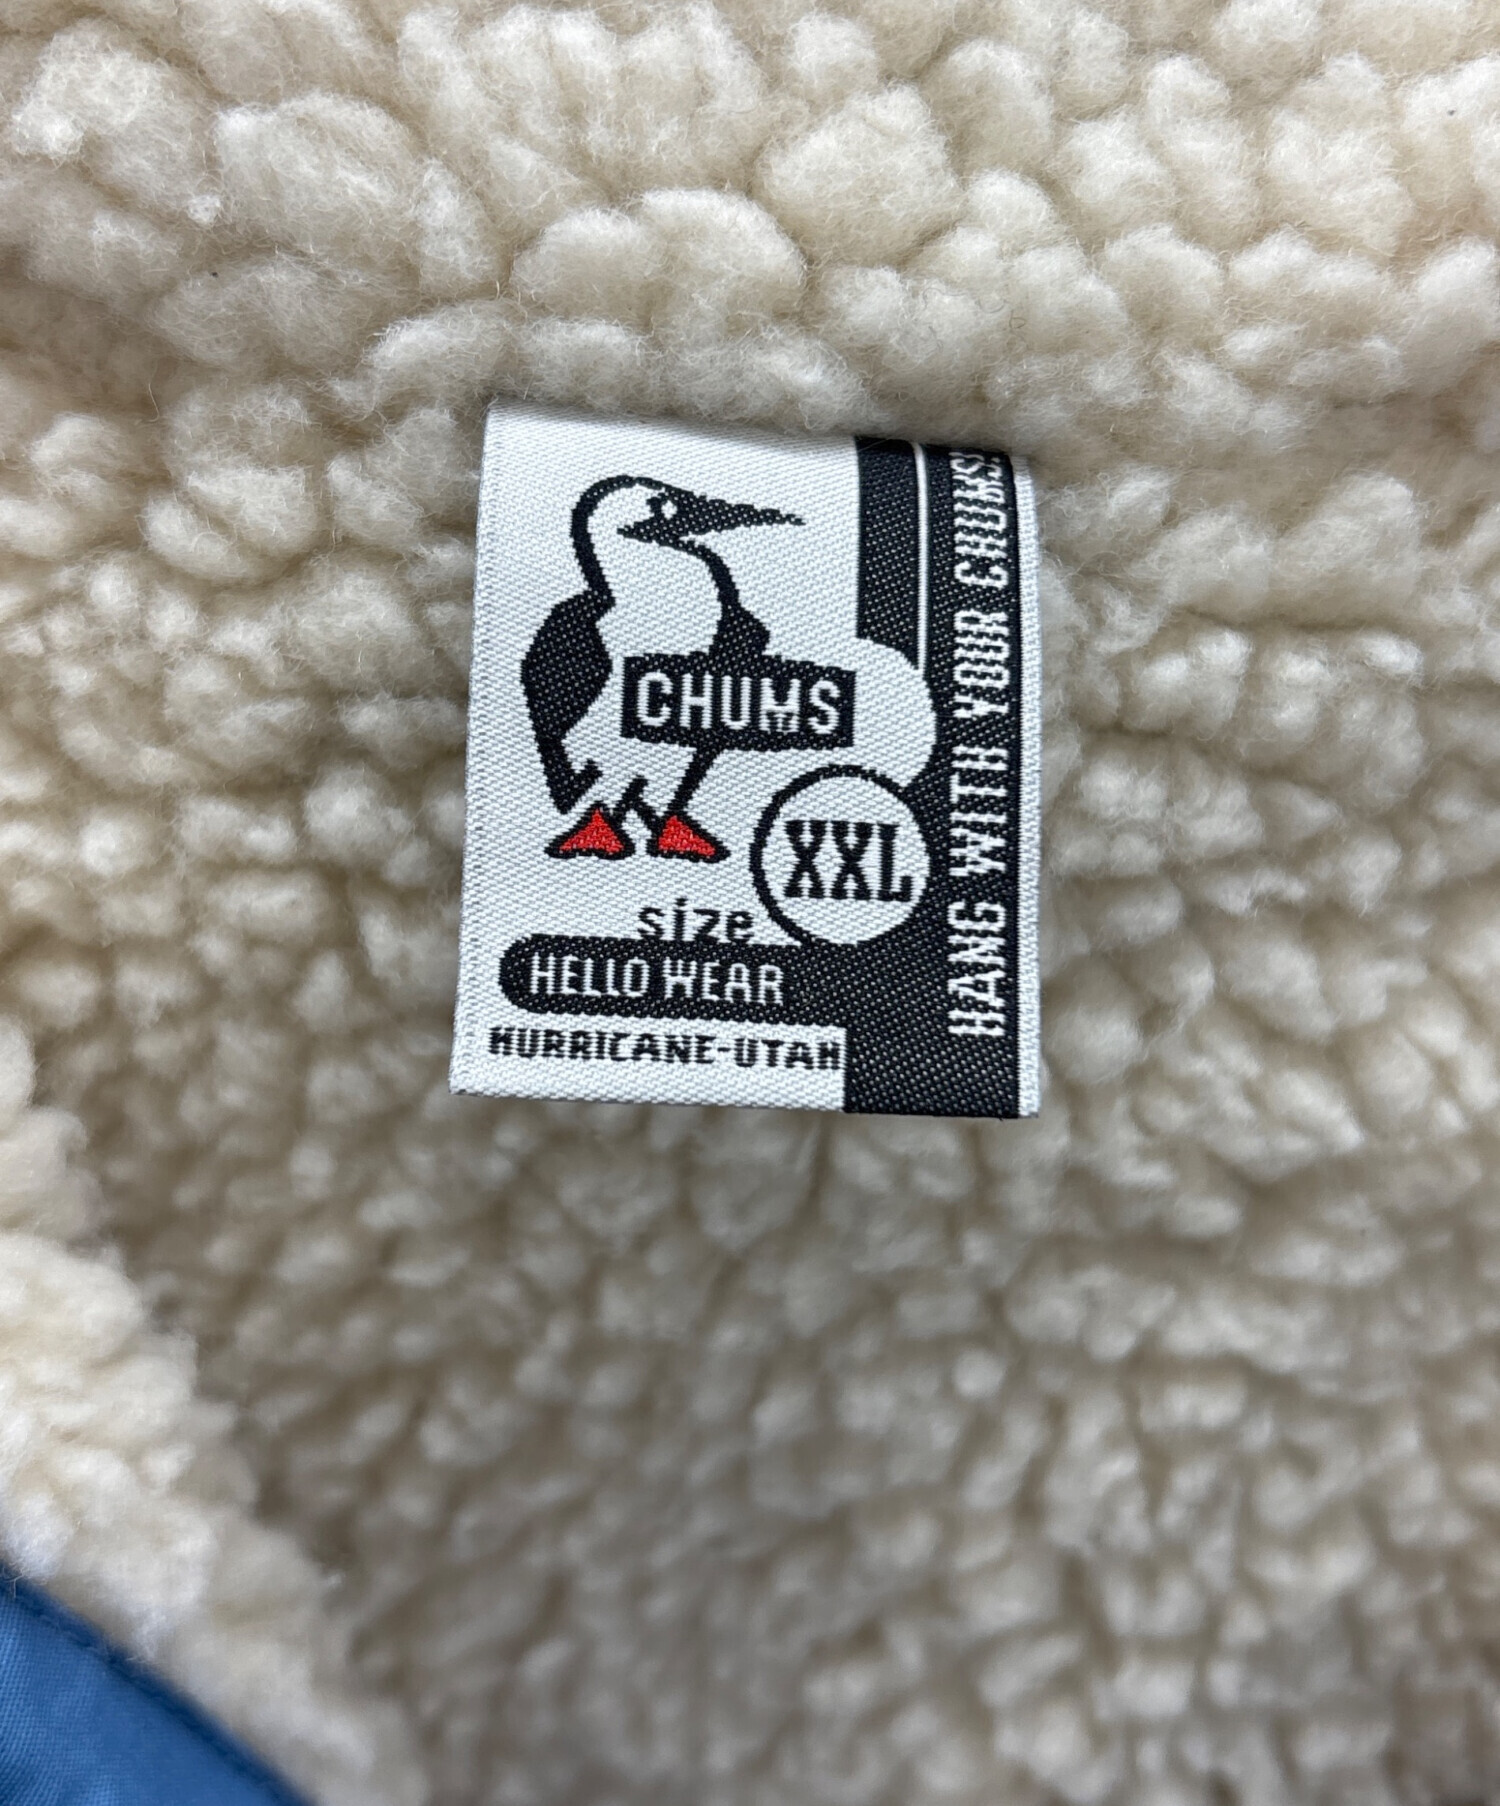 CHUMS
XXL
size
HELLO WEAR
HURRICANE-UTAH
HANG WITH YOUR CHUMS!